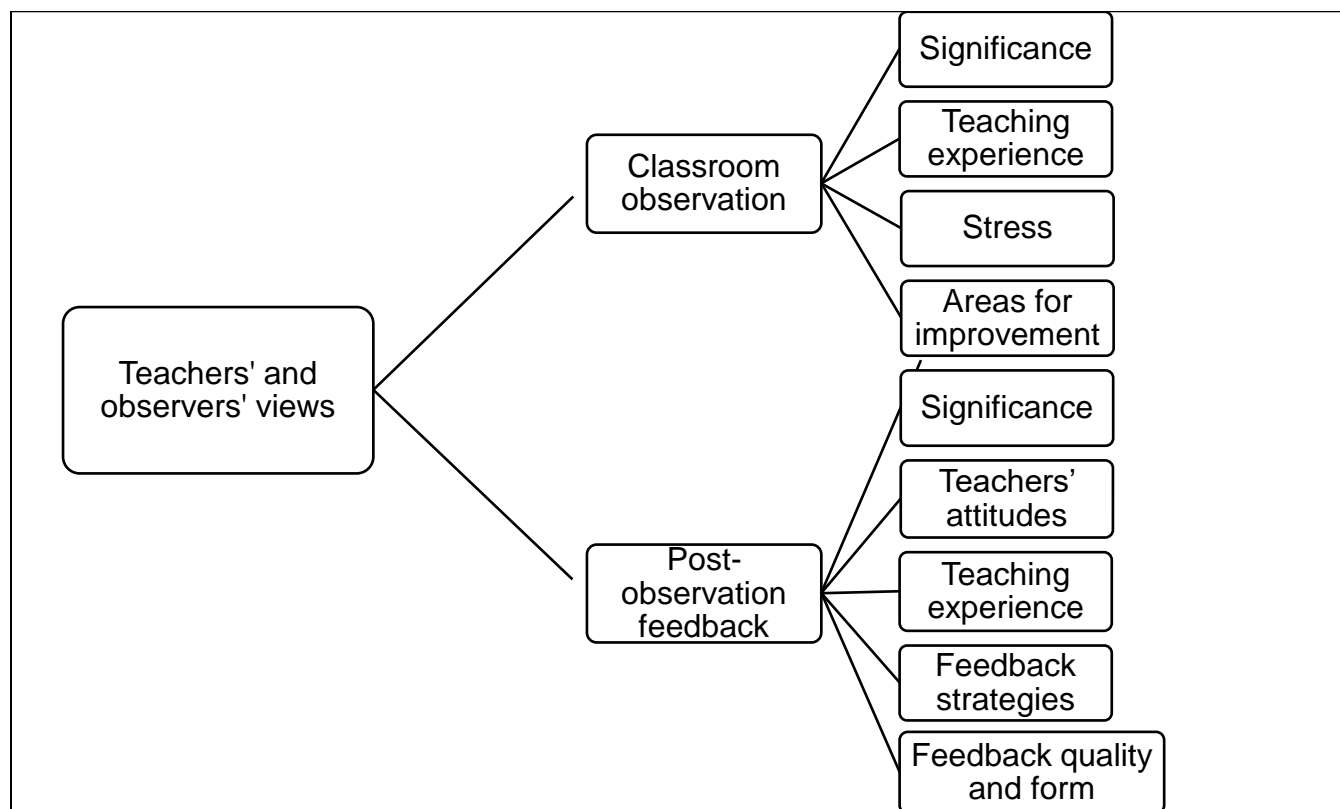 Teachers' and
observers' views
Classroom
observation
Significance
Teaching
experience
Stress
Areas for
improvement
Post-
observation
feedback
Significance
Teachers’
attitudes
Teaching
experience
Feedback
strategies
Feedback quality
and form